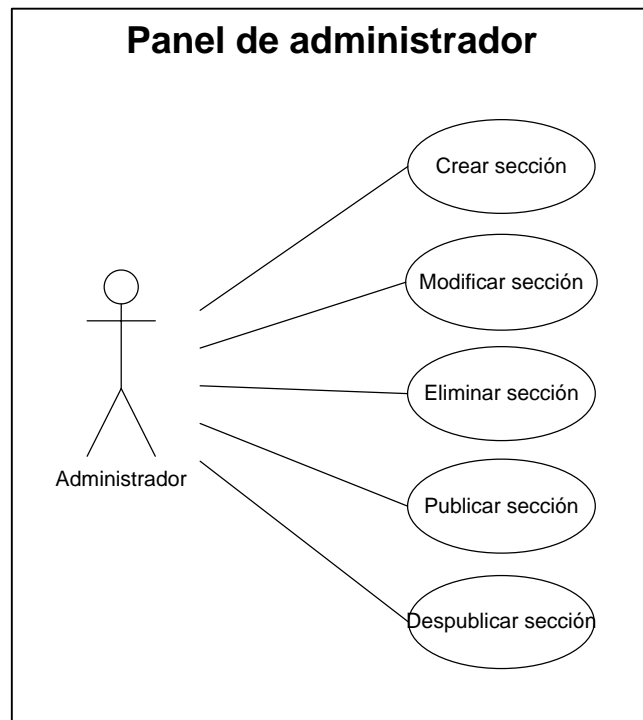 Panel de administrador
Crear sección
Modificar sección
Eliminar sección
Publicar sección
Administrador
Despublicar sección